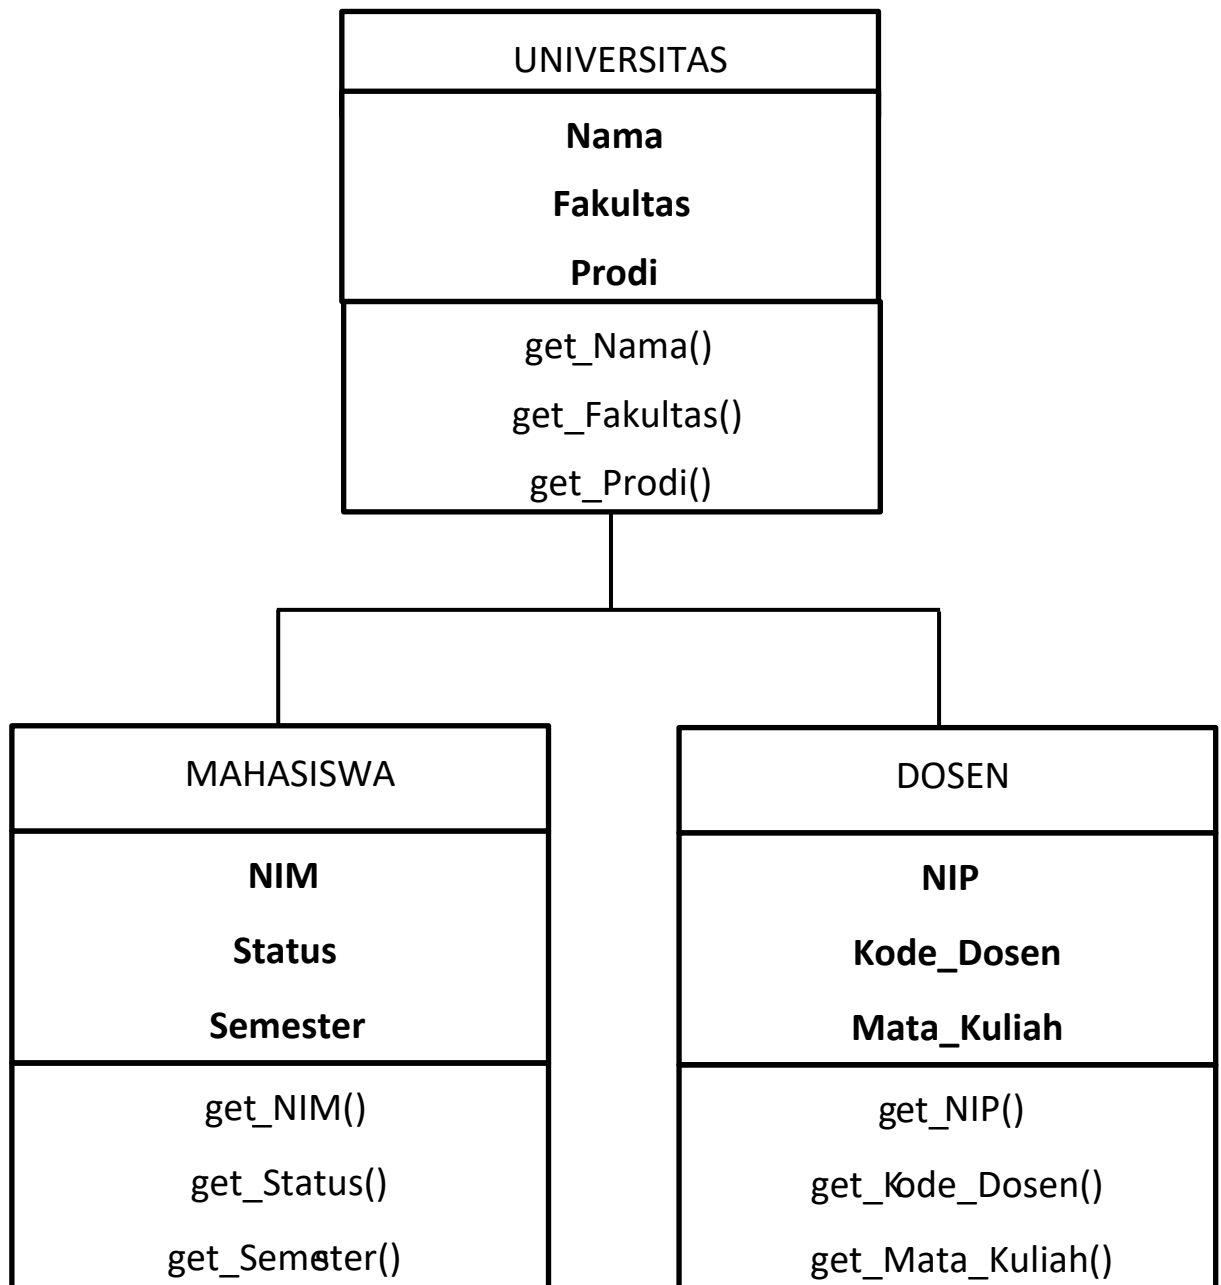 UNIVERSITAS
Nama
Fakultas
Prodi
get_Nama()
get_Fakultas()
get_Prodi()
MAHASISWA
NIM
Status
Semester
get_NIM()
get_Status()
get_Semester()
DOSEN
NIP
Kode_Dosen
Mata_Kuliah
get_NIP()
get_Kode_Dosen()
get_Mata_Kuliah()